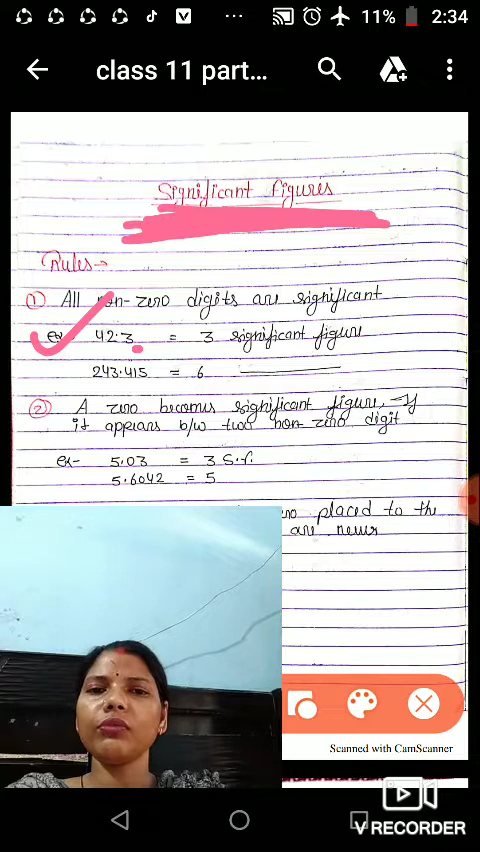 11% 2:34
class 11 part...
Significant Figures
Rules→
① All non-zero digits are significant
ex- 42.3 = 3 significant figure
243.415 = 6
② A zero becomes significant figure, If
it appears b/w two non-zero digit
ex- 5.03 = 3 S.f.
5.6042 = 5
placed to the
are never
Scanned with CamScanner
V RECORDER